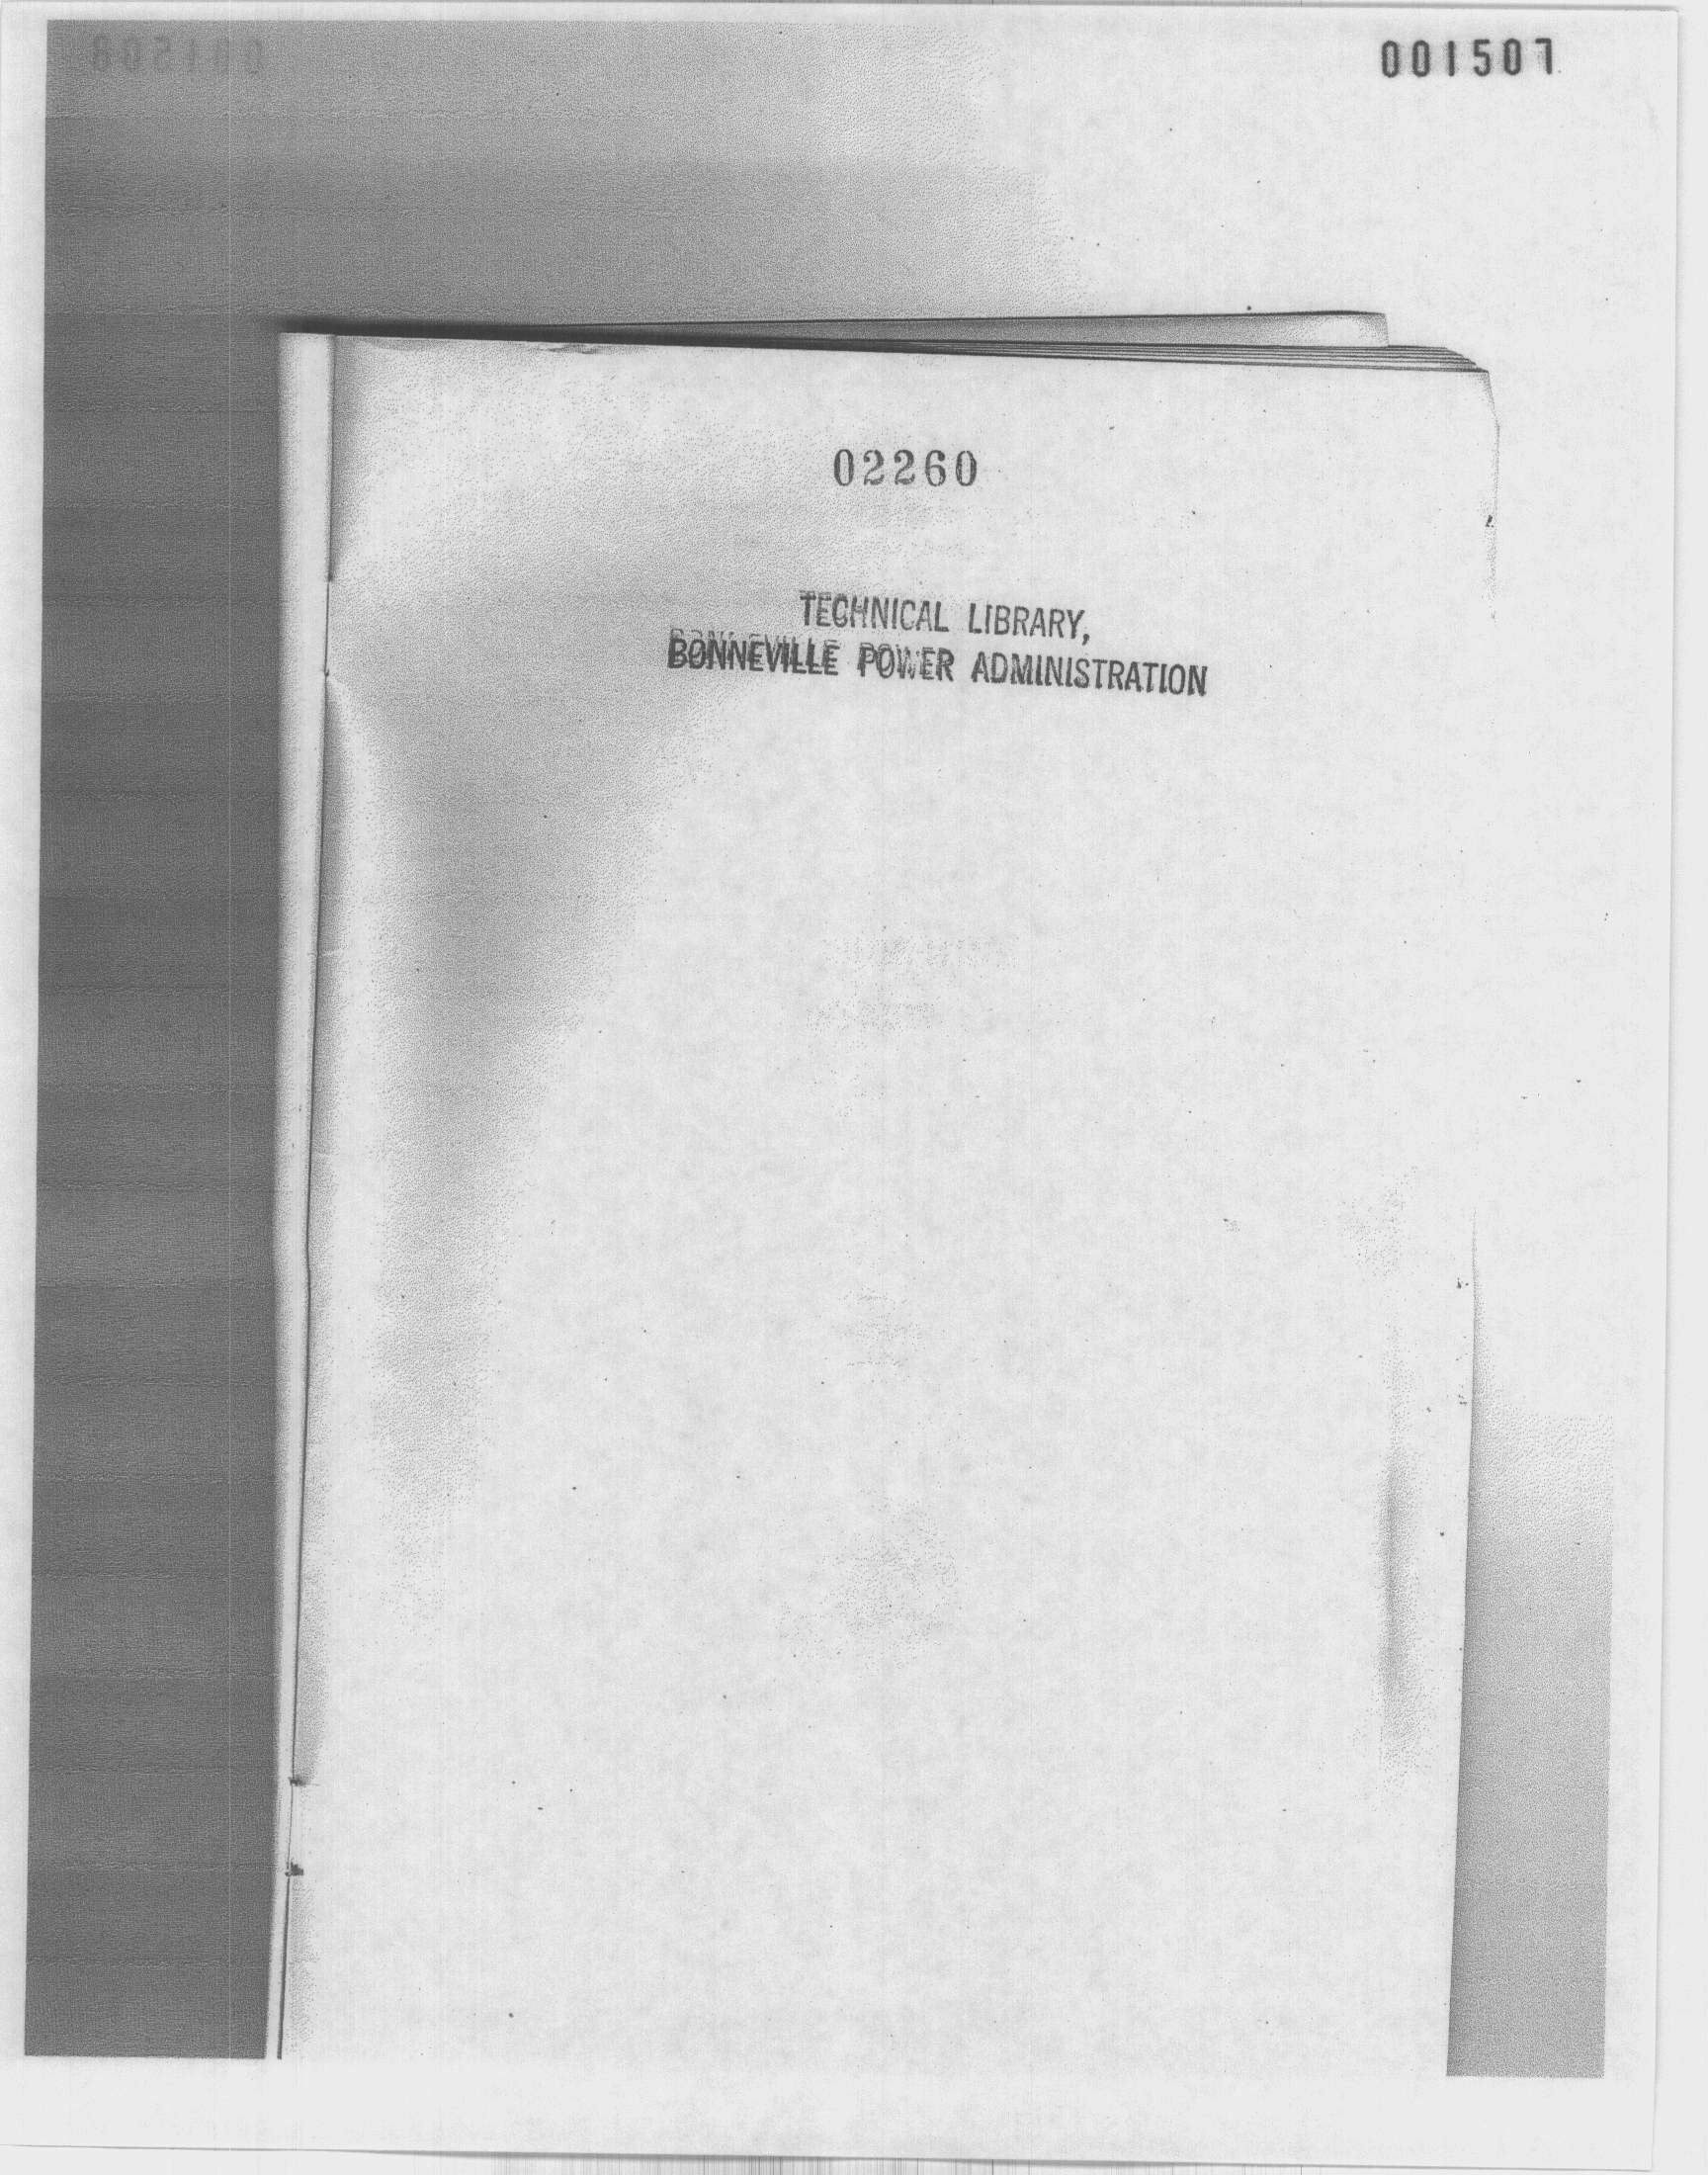 001507
02260
TECHNICAL LIBRARY,
BONNEVILLE POWER ADMINISTRATION